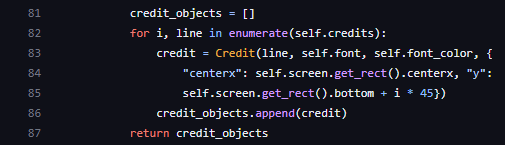 81 credit_objects = []
82 for i, line in enumerate(self.credits):
83 credit = Credit(line, self.font, self.font_color, {
84 "centerx": self.screen.get_rect().centerx, "y":
85 self.screen.get_rect().bottom + i * 45})
86 credit_objects.append(credit)
87 return credit_objects